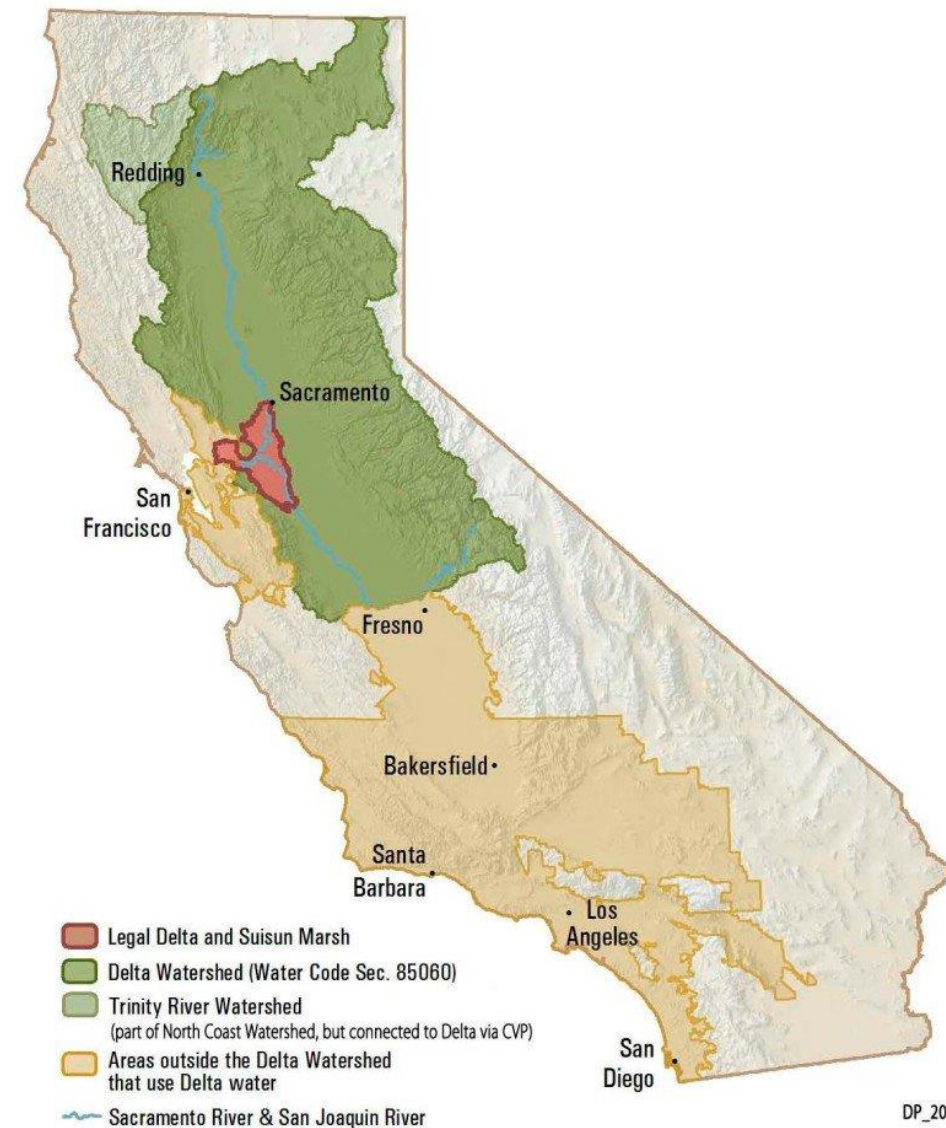 Redding
Sacramento
San
Francisco
Fresno
Bakersfield
Santa
Barbara
Los
Angeles
San
Diego
Legal Delta and Suisun Marsh
Delta Watershed (Water Code Sec. 85060)
Trinity River Watershed
(part of North Coast Watershed, but connected to Delta via CVP)
Areas outside the Delta Watershed
that use Delta water
Sacramento River & San Joaquin River
DP_20